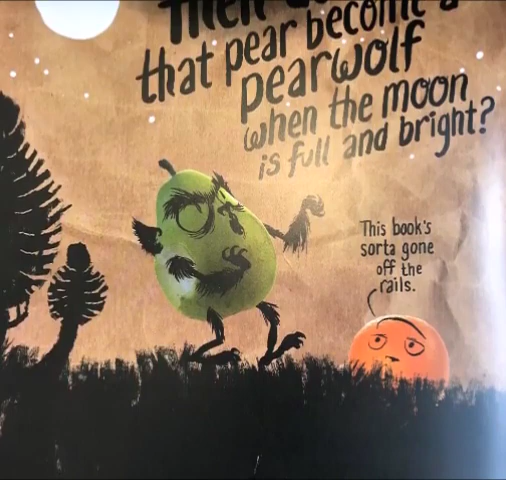 that pear become a
pearwolf
when the moon
is full and bright?
This book's
sorta gone
off the
rails.